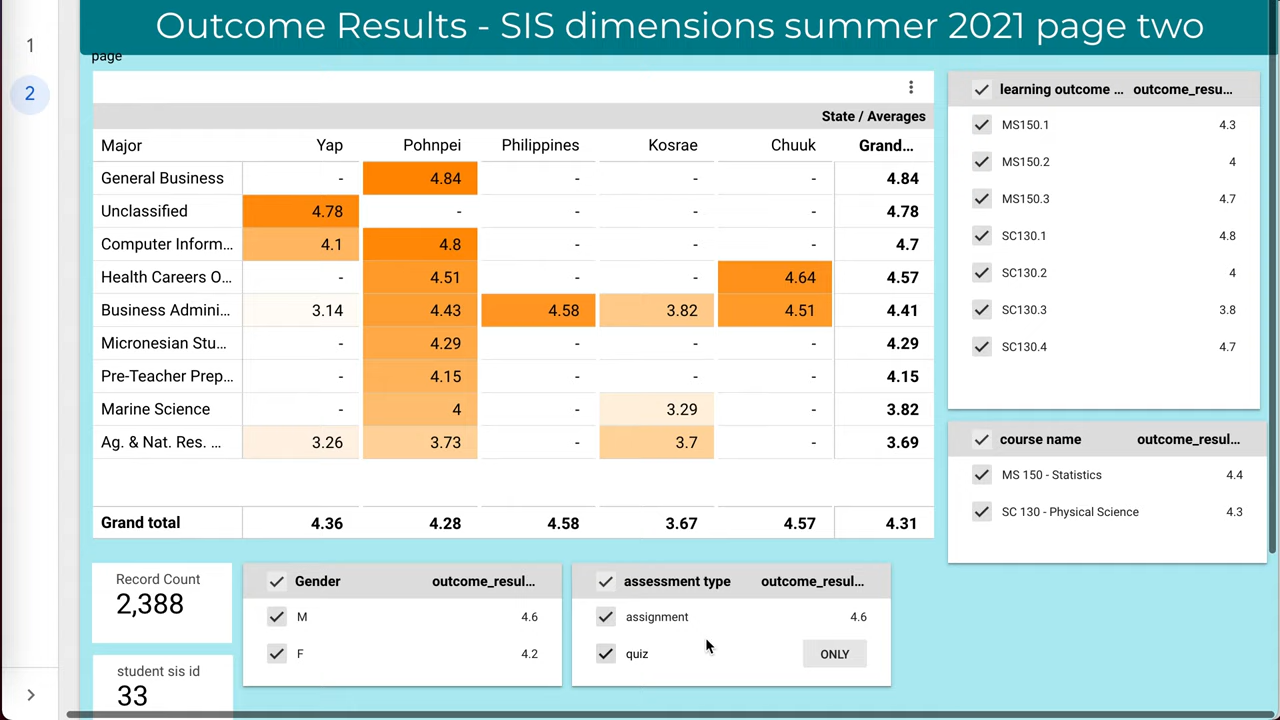 Outcome Results - SIS dimensions summer 2021 page two
1
2
page
State / Averages
Major Yap Pohnpei Philippines Kosrae Chuuk Grand...
General Business - 4.84 - - - 4.84
Unclassified 4.78 - - - - 4.78
Computer Inform... 4.1 4.8 - - - 4.7
Health Careers O... - 4.51 - - 4.64 4.57
Business Admini... 3.14 4.43 4.58 3.82 4.51 4.41
Micronesian Stu... - 4.29 - - - 4.29
Pre-Teacher Prep... - 4.15 - - - 4.15
Marine Science - 4 - 3.29 - 3.82
Ag. & Nat. Res. ... 3.26 3.73 - 3.7 - 3.69
Grand total 4.36 4.28 4.58 3.67 4.57 4.31
learning outcome ... outcome_resu...
MS150.1 4.3
MS150.2 4
MS150.3 4.7
SC130.1 4.8
SC130.2 4
SC130.3 3.8
SC130.4 4.7
course name outcome_resul...
MS 150 - Statistics 4.4
SC 130 - Physical Science 4.3
Record Count
2,388
student sis id
33
Gender outcome_resul...
M 4.6
F 4.2
assessment type outcome_resul...
assignment 4.6
quiz ONLY